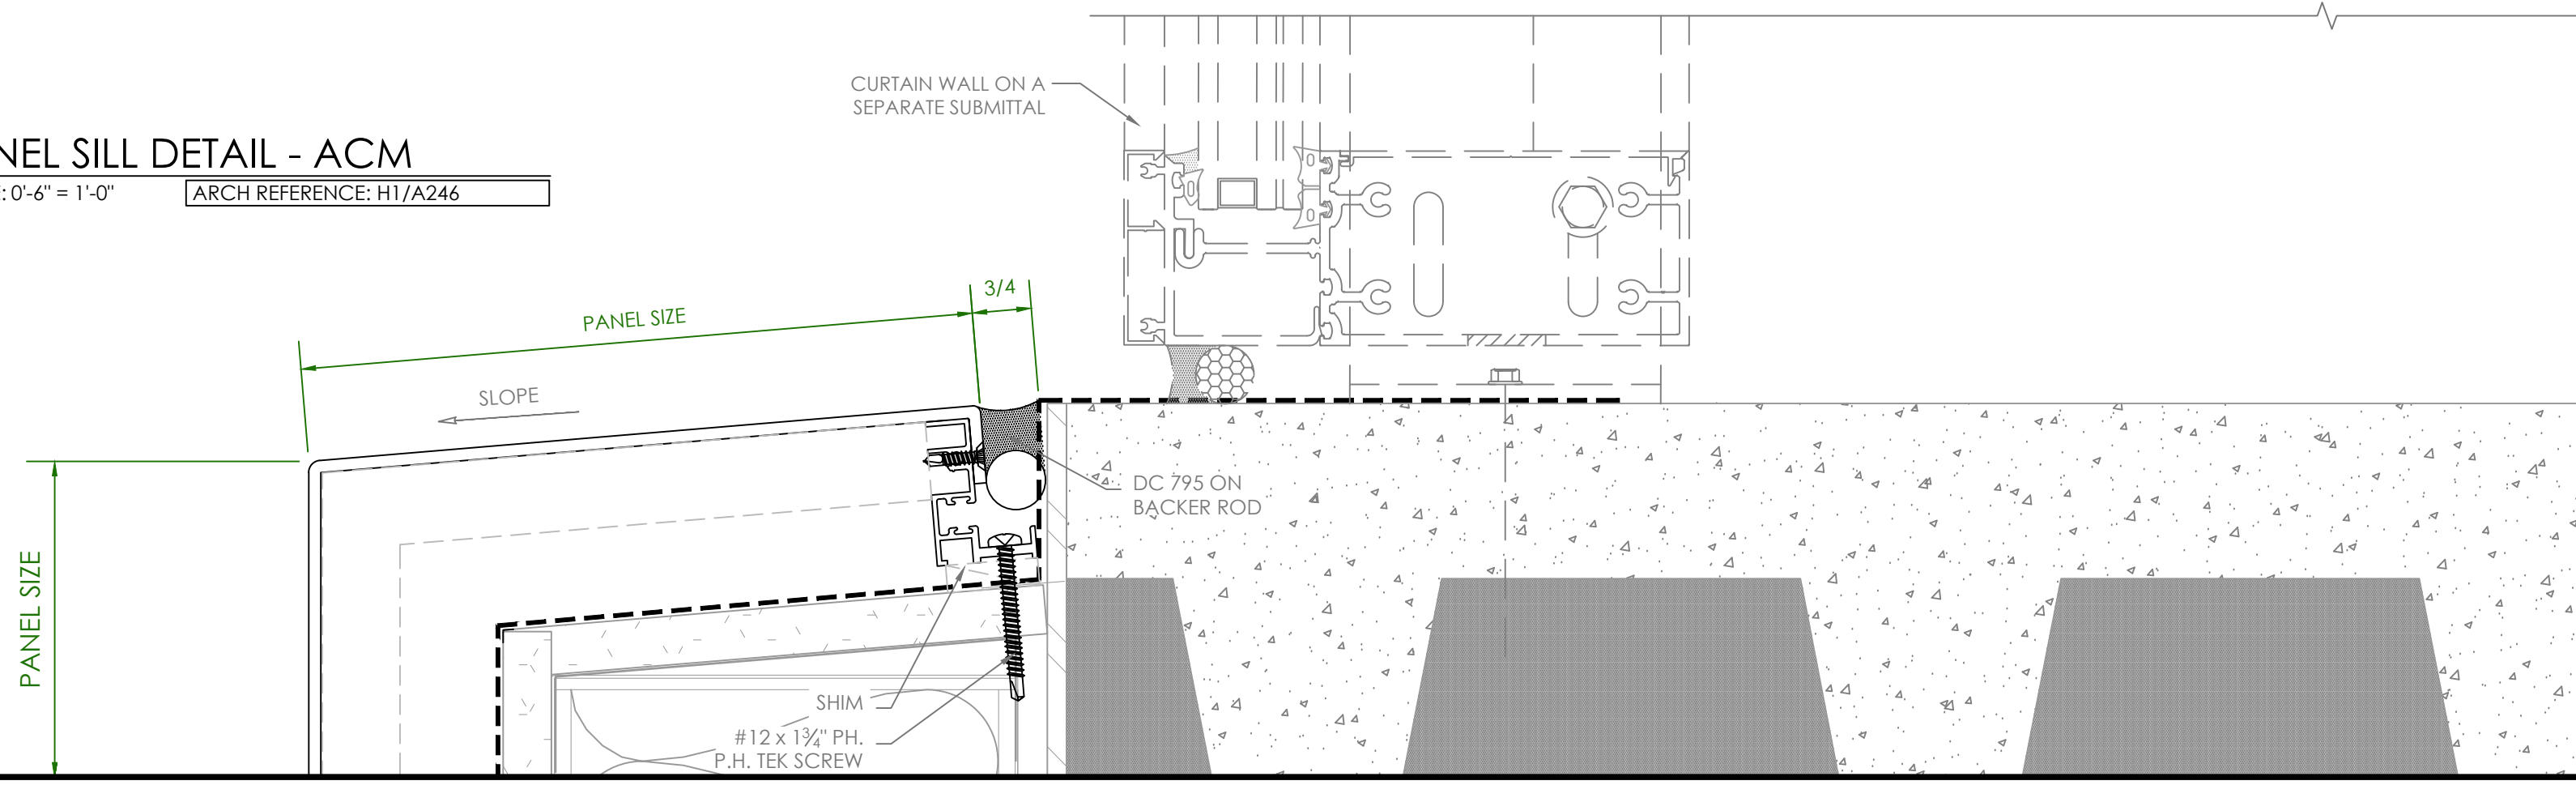 CURTAIN WALL ON A
SEPARATE SUBMITTAL
SILL DETAIL - ACM
0'-6" = 1'-0"
ARCH REFERENCE: H1/A246
3/4
PANEL SIZE
SLOPE
DC 795 ON
BACKER ROD
PANEL SIZE
SHIM
#12 x 1¾" PH.
P.H. TEK SCREW